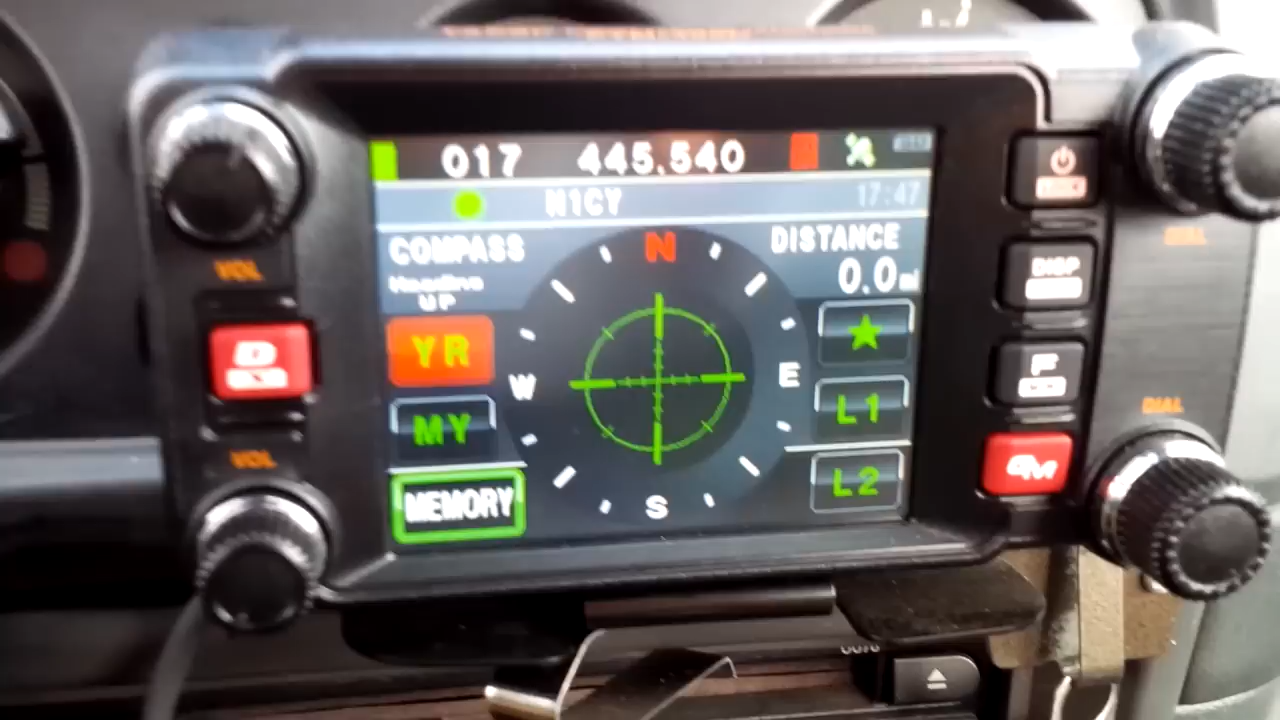 017 445.540
N1CY 17:47
COMPASS
Heading
UP
N
DISTANCE
0.0mi
YR
W
E
L1
MY
MEMORY
S
L2
VOL
VOL
DISP
F
DIAL
DIAL